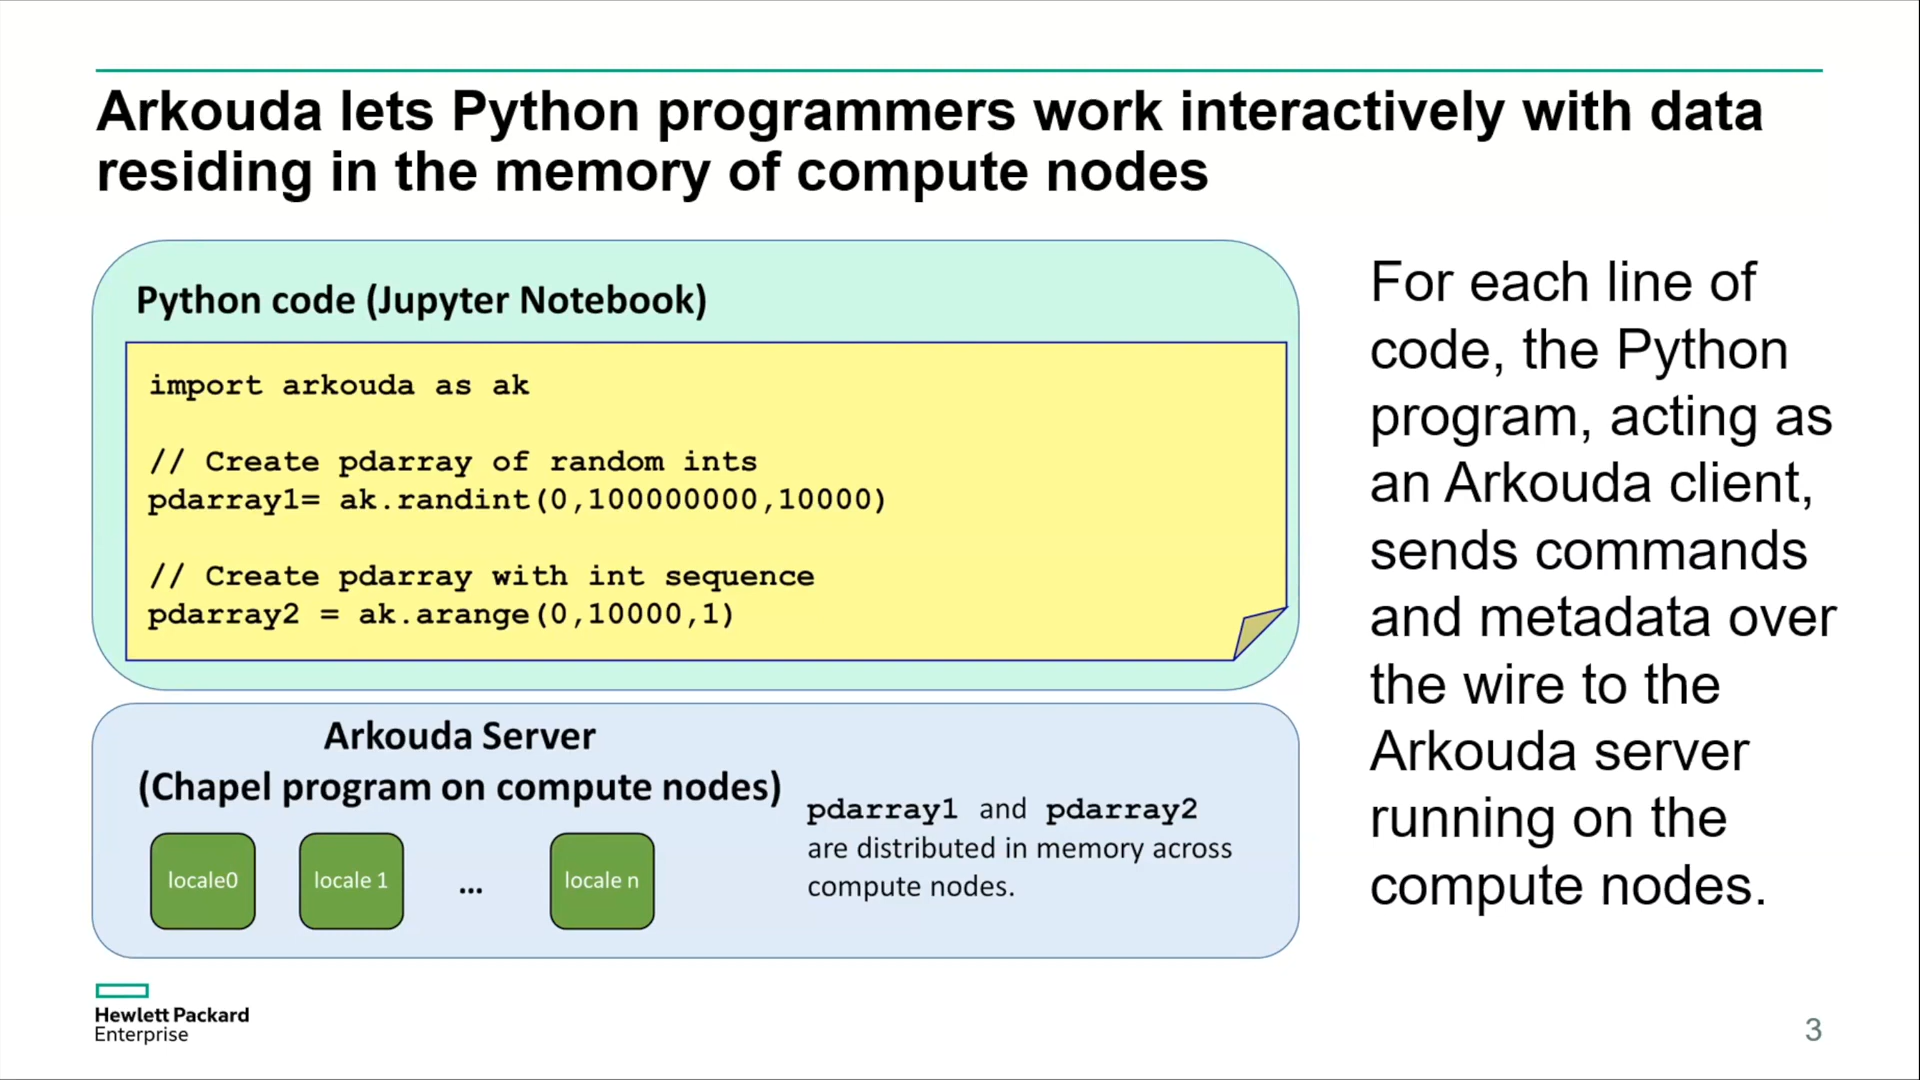 Arkouda lets Python programmers work interactively with data
residing in the memory of compute nodes
Python code (Jupyter Notebook)
import arkouda as ak
// Create pdarray of random ints
pdarray1= ak.randint(0,100000000,10000)
// Create pdarray with int sequence
pdarray2 = ak.arange(0,10000,1)
Arkouda Server
(Chapel program on compute nodes)
locale0
locale 1
...
locale n
pdarray1 and pdarray2
are distributed in memory across
compute nodes.
For each line of
code, the Python
program, acting as
an Arkouda client,
sends commands
and metadata over
the wire to the
Arkouda server
running on the
compute nodes.
Hewlett Packard
Enterprise
3